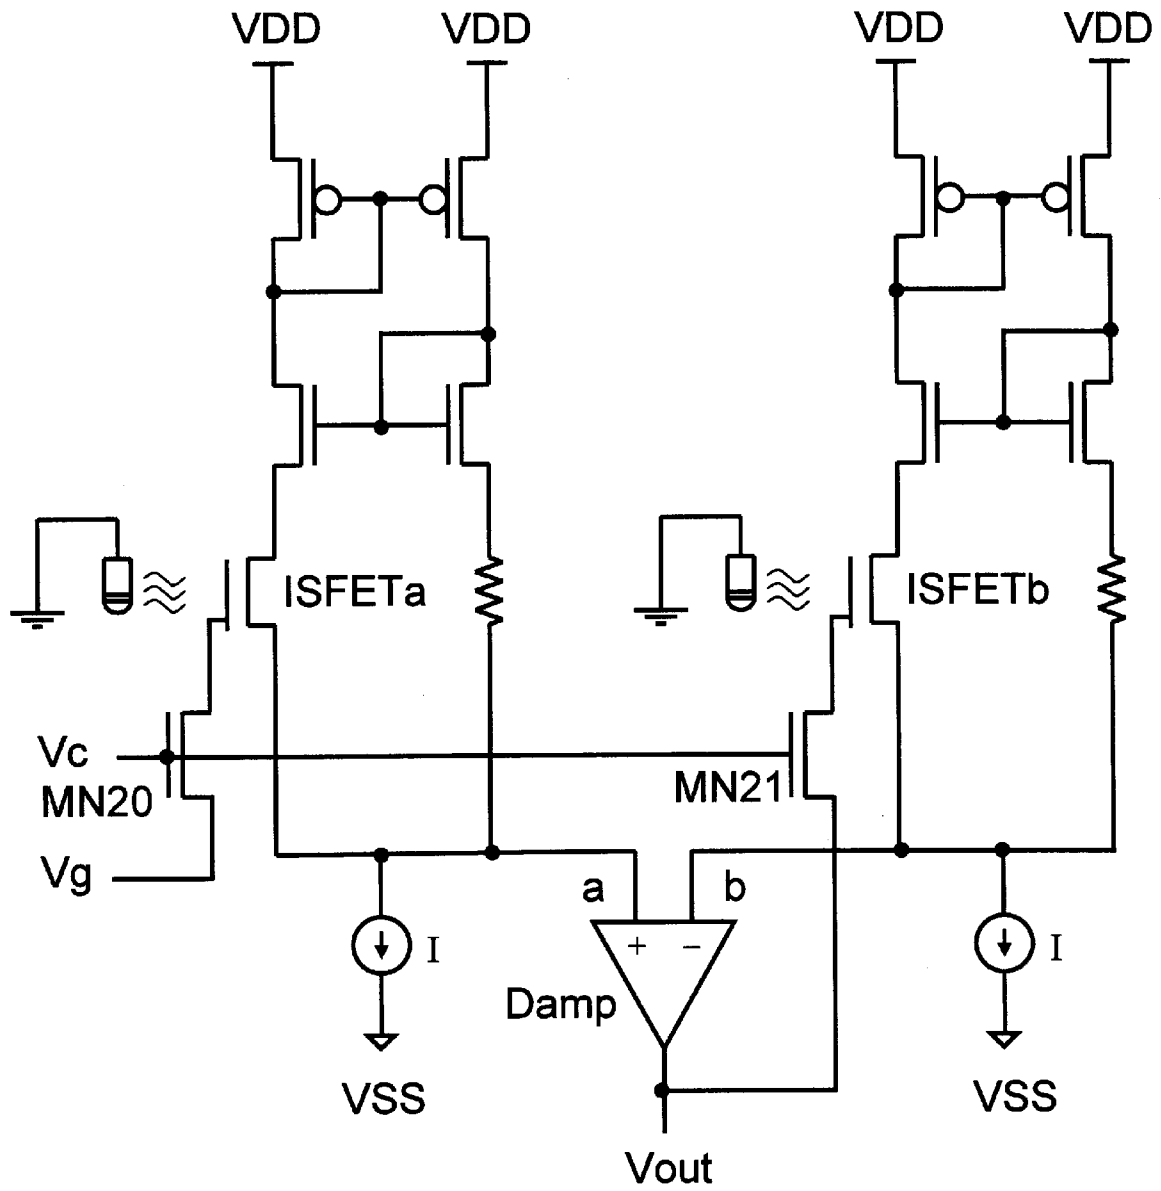 VDD VDD VDD VDD
ISFETa ISFETb
Vc
MN20 MN21
Vg
a b
+ −
I I
Damp
VSS VSS
Vout